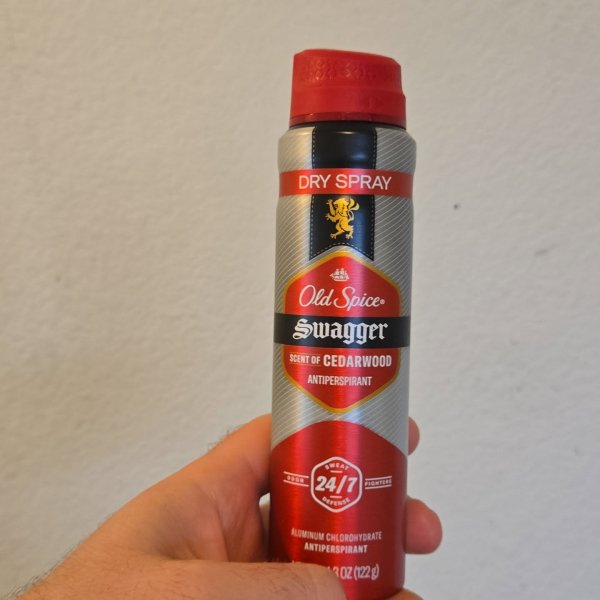 DRY SPRAY
Old Spice®
Swagger
SCENT OF CEDARWOOD
ANTIPERSPIRANT
SWEAT
ODOR 24/7 FIGHTERS
DEFENSE
ALUMINUM CHLOROHYDRATE
ANTIPERSPIRANT
OZ (122g)